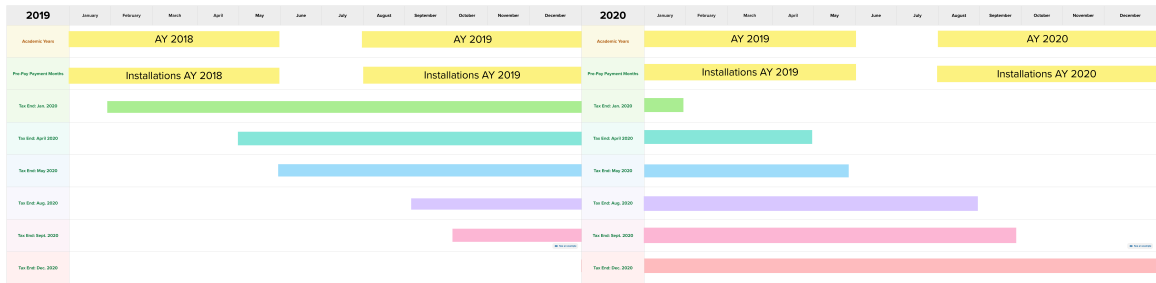 2019 January February March April May June July August September October November December 2020 January February March April May June July August September October November December
Academic Years AY 2018 AY 2019 Academic Years AY 2019 AY 2020
Pre-Pay Payment Months Installations AY 2018 Installations AY 2019 Pre-Pay Payment Months Installations AY 2019 Installations AY 2020
Tax End: Jan. 2020 Tax End: Jan. 2020
Tax End: April 2020 Tax End: April 2020
Tax End: May 2020 Tax End: May 2020
Tax End: Aug. 2020 Tax End: Aug. 2020
Tax End: Sept. 2020 Tax End: Sept. 2020
Tax End: Dec. 2020 Tax End: Dec. 2020